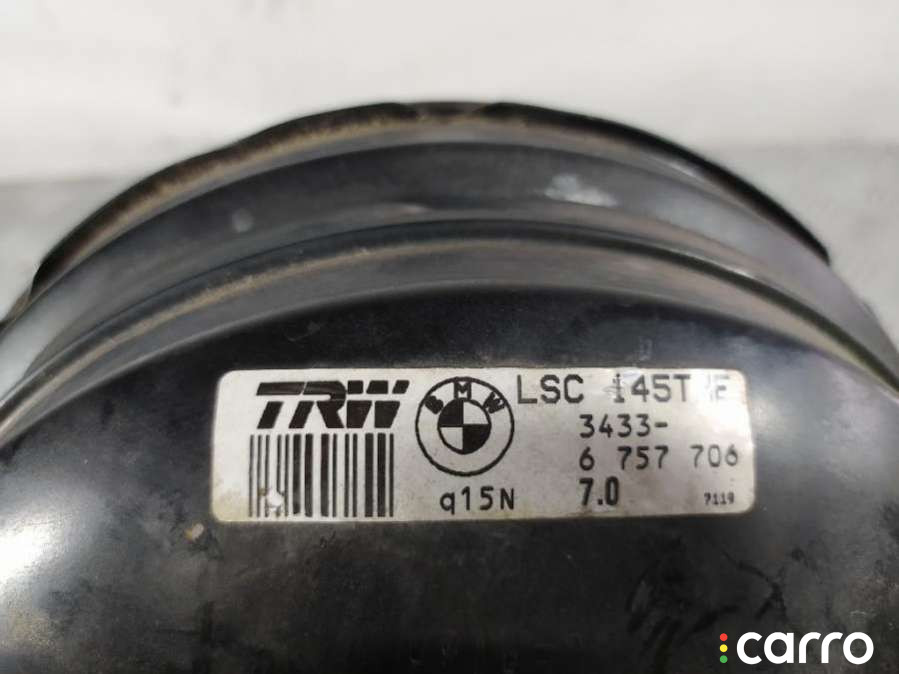 TRW
BMW
LSC 145T
3433-
6 757 706
q15N
7.0
7119
carro